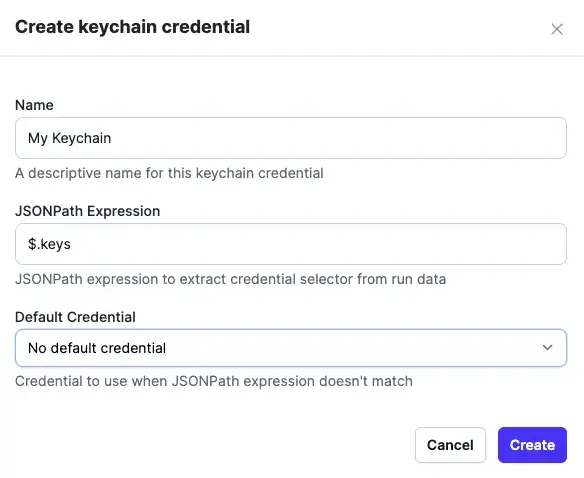 Create keychain credential
Name
My Keychain
A descriptive name for this keychain credential
JSONPath Expression
$.keys
JSONPath expression to extract credential selector from run data
Default Credential
No default credential
Credential to use when JSONPath expression doesn't match
Cancel
Create